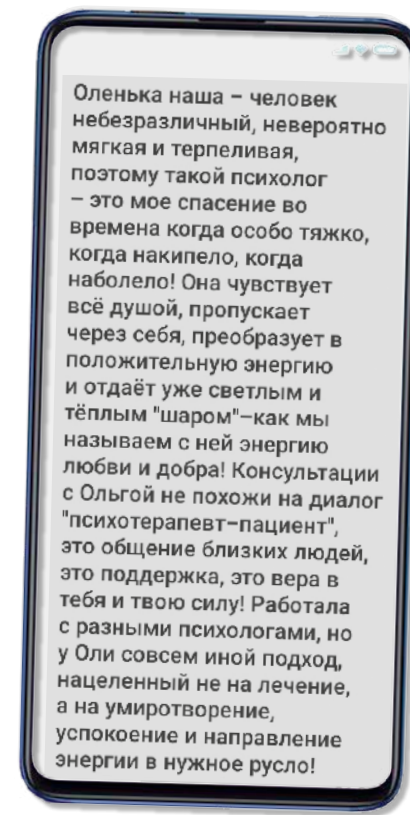 Оленька наша – человек
небезразличный, невероятно
мягкая и терпеливая,
поэтому такой психолог
– это мое спасение во
времена когда особо тяжко,
когда накипело, когда
наболело! Она чувствует
всё душой, пропускает
через себя, преобразует в
положительную энергию
и отдаёт уже светлым и
тёплым "шаром"–как мы
называем с ней энергию
любви и добра! Консультации
с Ольгой не похожи на диалог
"психотерапевт–пациент",
это общение близких людей,
это поддержка, это вера в
тебя и твою силу! Работала
с разными психологами, но
у Оли совсем иной подход,
нацеленный не на лечение,
а на умиротворение,
успокоение и направление
энергии в нужное русло!